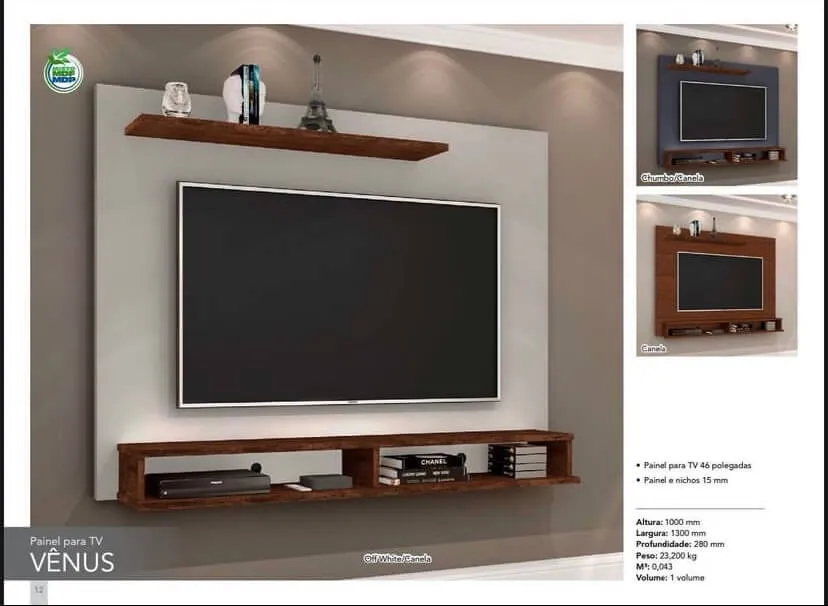 MDF
MDP
Chumbo/Canela
Canela
CHANEL
• Painel para TV 46 polegadas
• Painel e nichos 15 mm
Altura: 1000 mm
Largura: 1300 mm
Profundidade: 280 mm
Peso: 23,200 kg
M³: 0,043
Volume: 1 volume
Painel para TV
VÊNUS
Off White/Canela
12